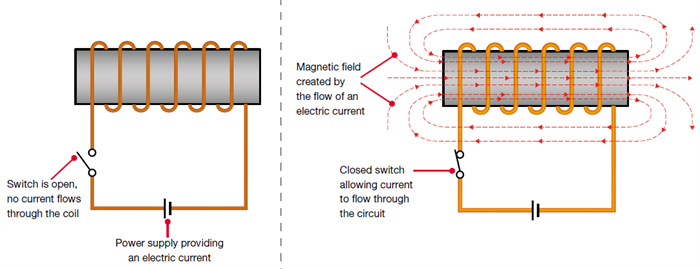 Switch is open,
no current flows
through the coil
Power supply providing
an electric current
Magnetic field
created by
the flow of an
electric current
Closed switch
allowing current
to flow through
the circuit